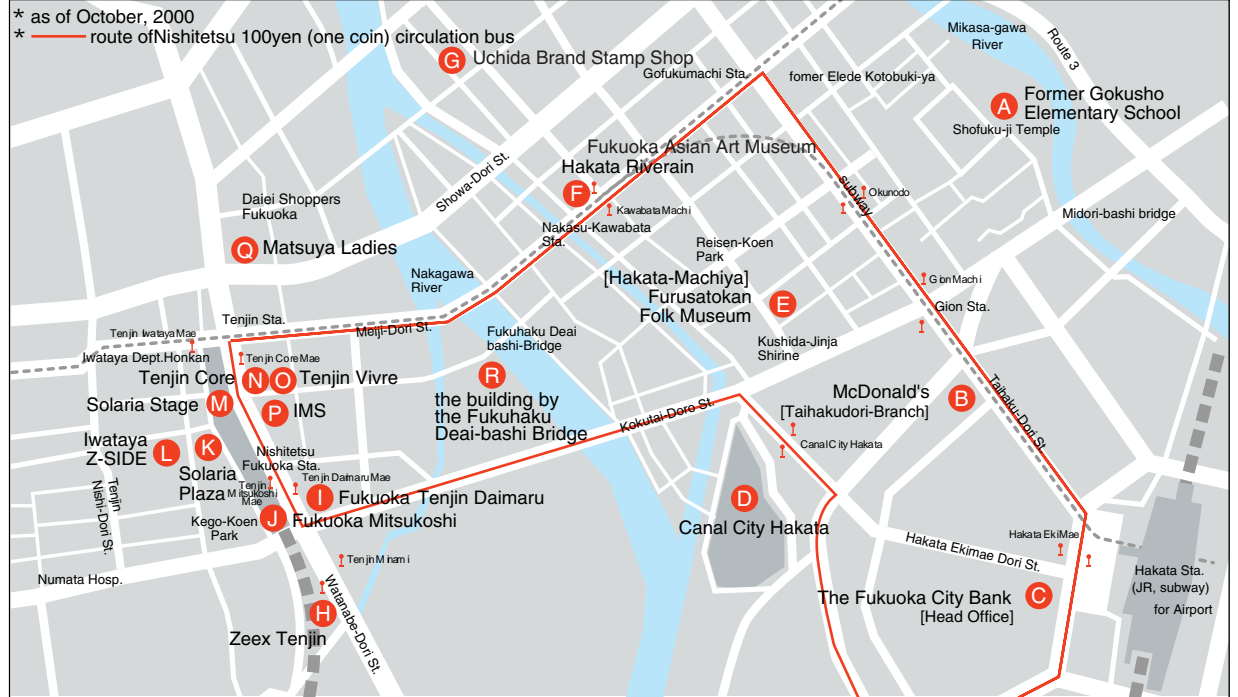 * as of October, 2000
* route ofNishitetsu 100yen (one coin) circulation bus
G Uchida Brand Stamp Shop
Gofukumachi Sta.
fomer Elede Kotobuki-ya
Mikasa-gawa
River
Route 3
A Former Gokusho
Elementary School
Shofuku-ji Temple
Fukuoka Asian Art Museum
Hakata Riverain
F
KawabataMachi
Nakasu-Kawabata
Sta.
Showa-Dori St.
subway
Okunodo
Midori-bashi bridge
Daiei Shoppers
Fukuoka
Q Matsuya Ladies
Reisen-Koen
Park
[Hakata-Machiya]
Furusatokan
Folk Museum
E
GionMachi
Gion Sta.
Nakagawa
River
Tenjin Sta.
Meiji-Dori St.
Fukuhaku Deai
bashi-Bridge
Kushida-Jinja
Shirine
Tenjin Iwataya Mae
Iwataya Dept.Honkan
Tenjin CoreMae
Tenjin Core N O Tenjin Vivre
Solaria Stage M
P IMS
R
the building by
the Fukuhaku
Deai-bashi Bridge
McDonald's
[Taihakudori-Branch]
B
Taihaku-Dori St.
Kokutai-Doro St.
CanalCity Hakata
Iwataya
Z-SIDE
L
K
Solaria
Plaza
Nishitetsu
Fukuoka Sta.
Tenjin
Mitsukoshi
Mae
Tenjin DaimaruMae
I Fukuoka Tenjin Daimaru
Tenjin
Nishi-Dori St.
Kego-Koen
Park
J Fukuoka Mitsukoshi
D
Canal City Hakata
Hakata EkiMae
Hakata Ekimae Dori St.
Numata Hosp.
TenjinMinami
Watanabe-Dori St.
Hakata Sta.
(JR, subway)
for Airport
The Fukuoka City Bank
[Head Office]
C
H
Zeex Tenjin